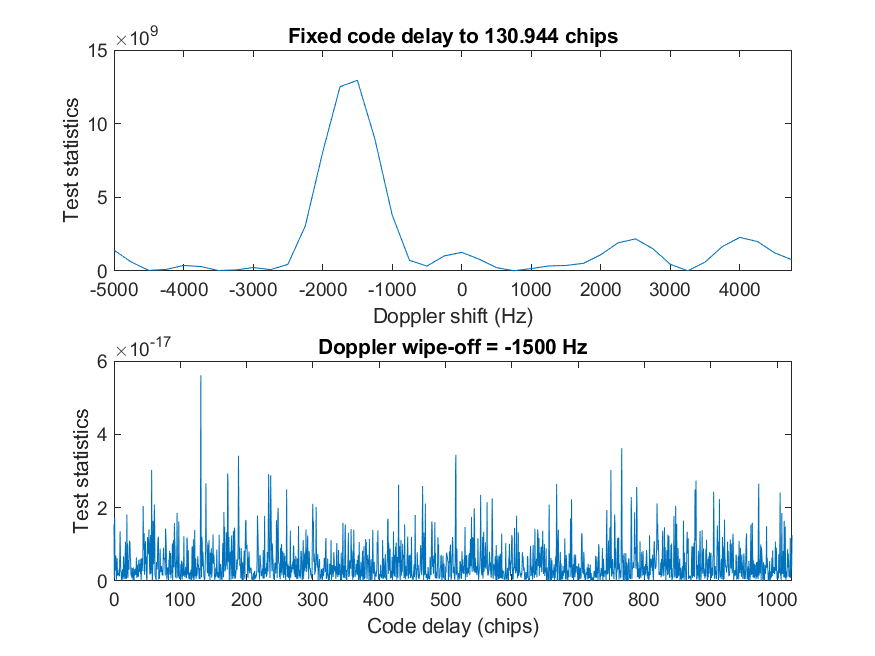 Fixed code delay to 130.944 chips
×10^9
15
10
5
0
Test statistics
-5000 -4000 -3000 -2000 -1000 0 1000 2000 3000 4000
Doppler shift (Hz)
Doppler wipe-off = -1500 Hz
×10^-17
6
4
2
0
Test statistics
0 100 200 300 400 500 600 700 800 900 1000
Code delay (chips)